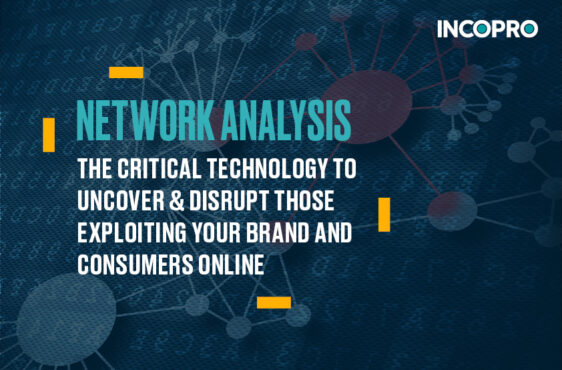 INCOPRO
NETWORK ANALYSIS
THE CRITICAL TECHNOLOGY TO
UNCOVER & DISRUPT THOSE
EXPLOITING YOUR BRAND AND
CONSUMERS ONLINE